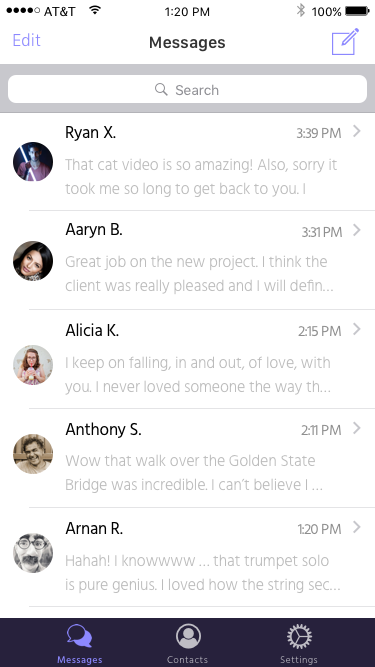 AT&T 1:20 PM 100%
Edit Messages
Search
Ryan X. 3:39 PM
That cat video is so amazing! Also, sorry it
took me so long to get back to you. I
Aaryn B. 3:31 PM
Great job on the new project. I think the
client was really pleased and I will defin...
Alicia K. 2:15 PM
I keep on falling, in and out, of love, with
you. I never loved someone the way th...
Anthony S. 2:11 PM
Wow that walk over the Golden State
Bridge was incredible. I can't believe I ...
Arnan R. 1:20 PM
Hahah! I knowwww ... that trumpet solo
is pure genius. I loved how the string sec...
Messages Contacts Settings